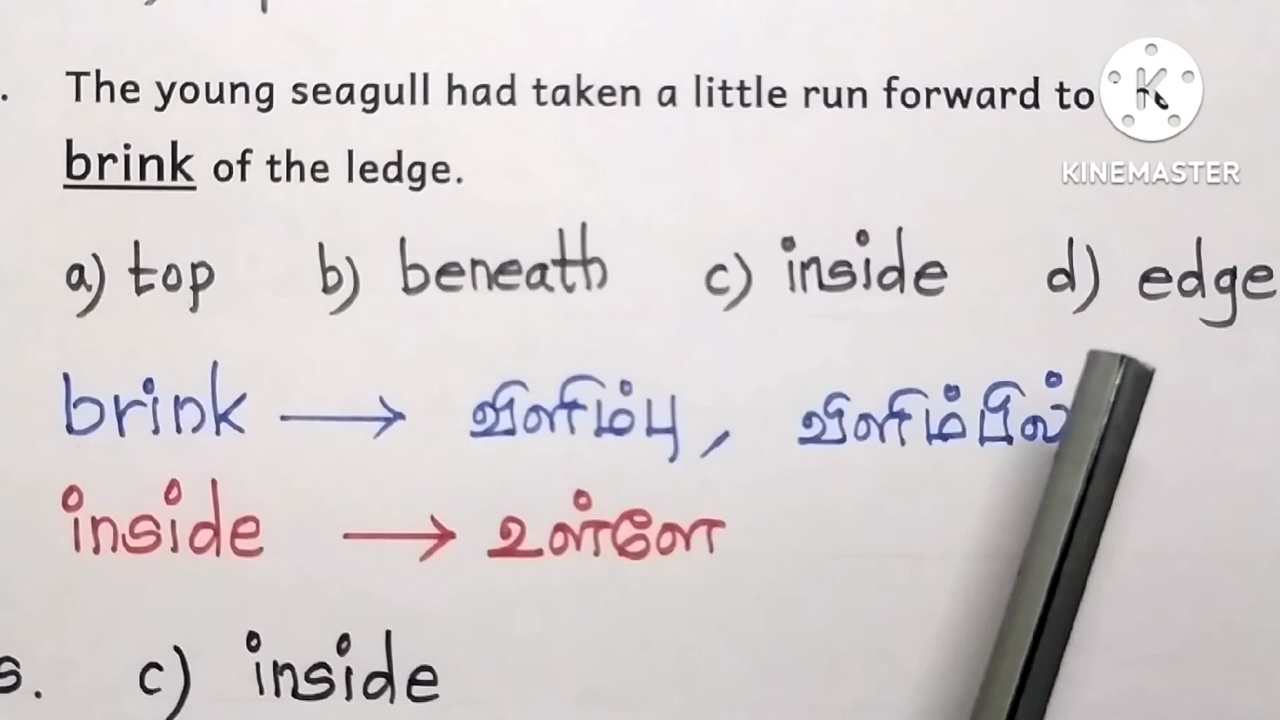 The young seagull had taken a little run forward to
KINEMASTER
brink of the ledge.
a) top b) beneath c) inside d) edge
brink → விளிம்பு, விளிம்பில்
inside → உள்ளே
s. c) inside